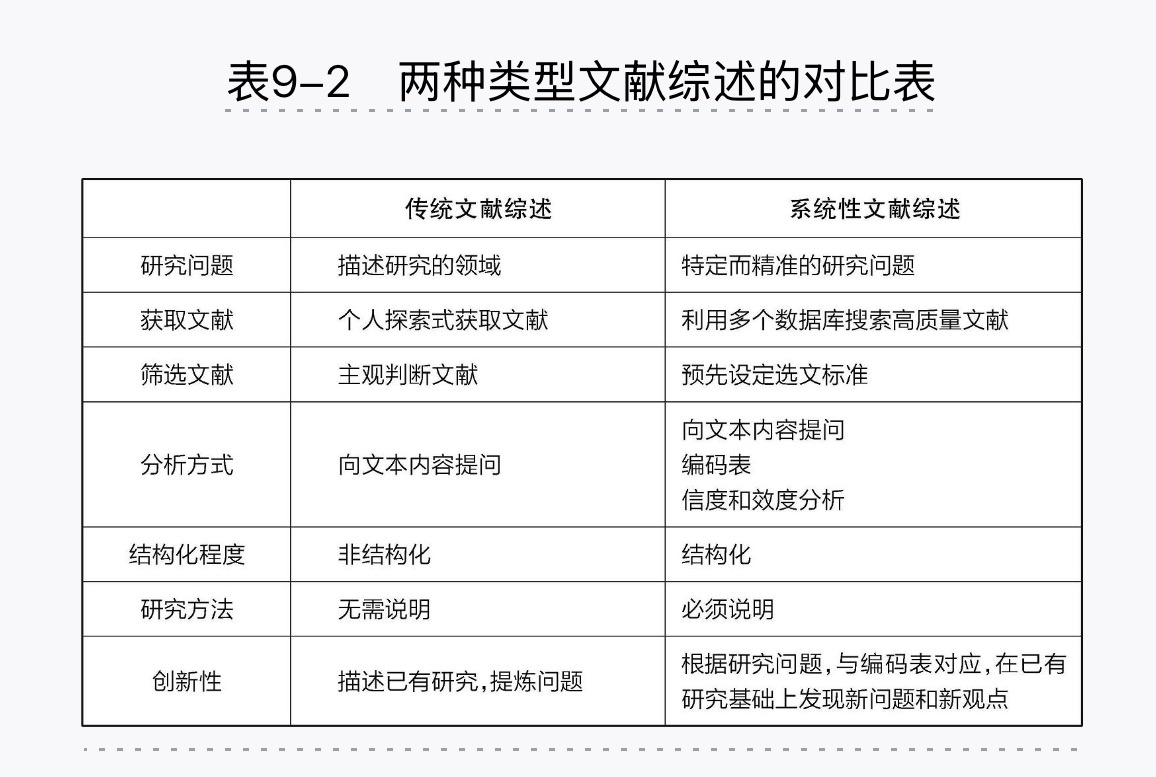 表9–2　两种类型文献综述的对比表
传统文献综述　系统性文献综述
研究问题　描述研究的领域　特定而精准的研究问题
获取文献　个人探索式获取文献　利用多个数据库搜索高质量文献
筛选文献　主观判断文献　预先设定选文标准
分析方式　向文本内容提问　向文本内容提问
编码表
信度和效度分析
结构化程度　非结构化　结构化
研究方法　无需说明　必须说明
创新性　描述已有研究，提炼问题　根据研究问题，与编码表对应，在已有
研究基础上发现新问题和新观点